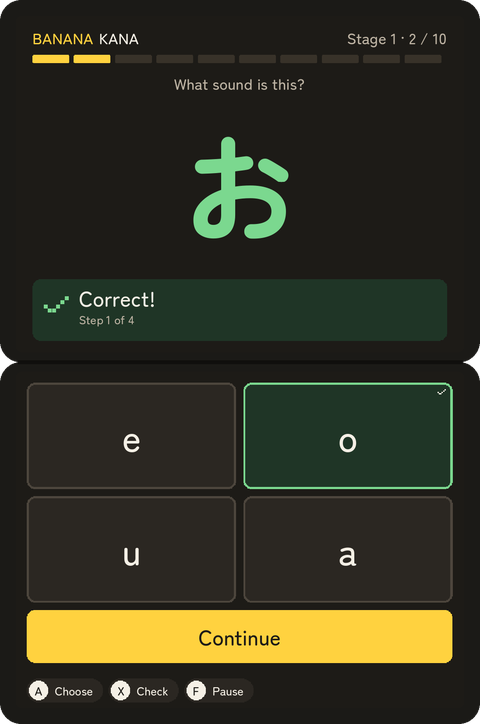 BANANA KANA
Stage 1 · 2 / 10
What sound is this?
お
Correct!
Step 1 of 4
e
o
u
a
Continue
A Choose X Check F Pause